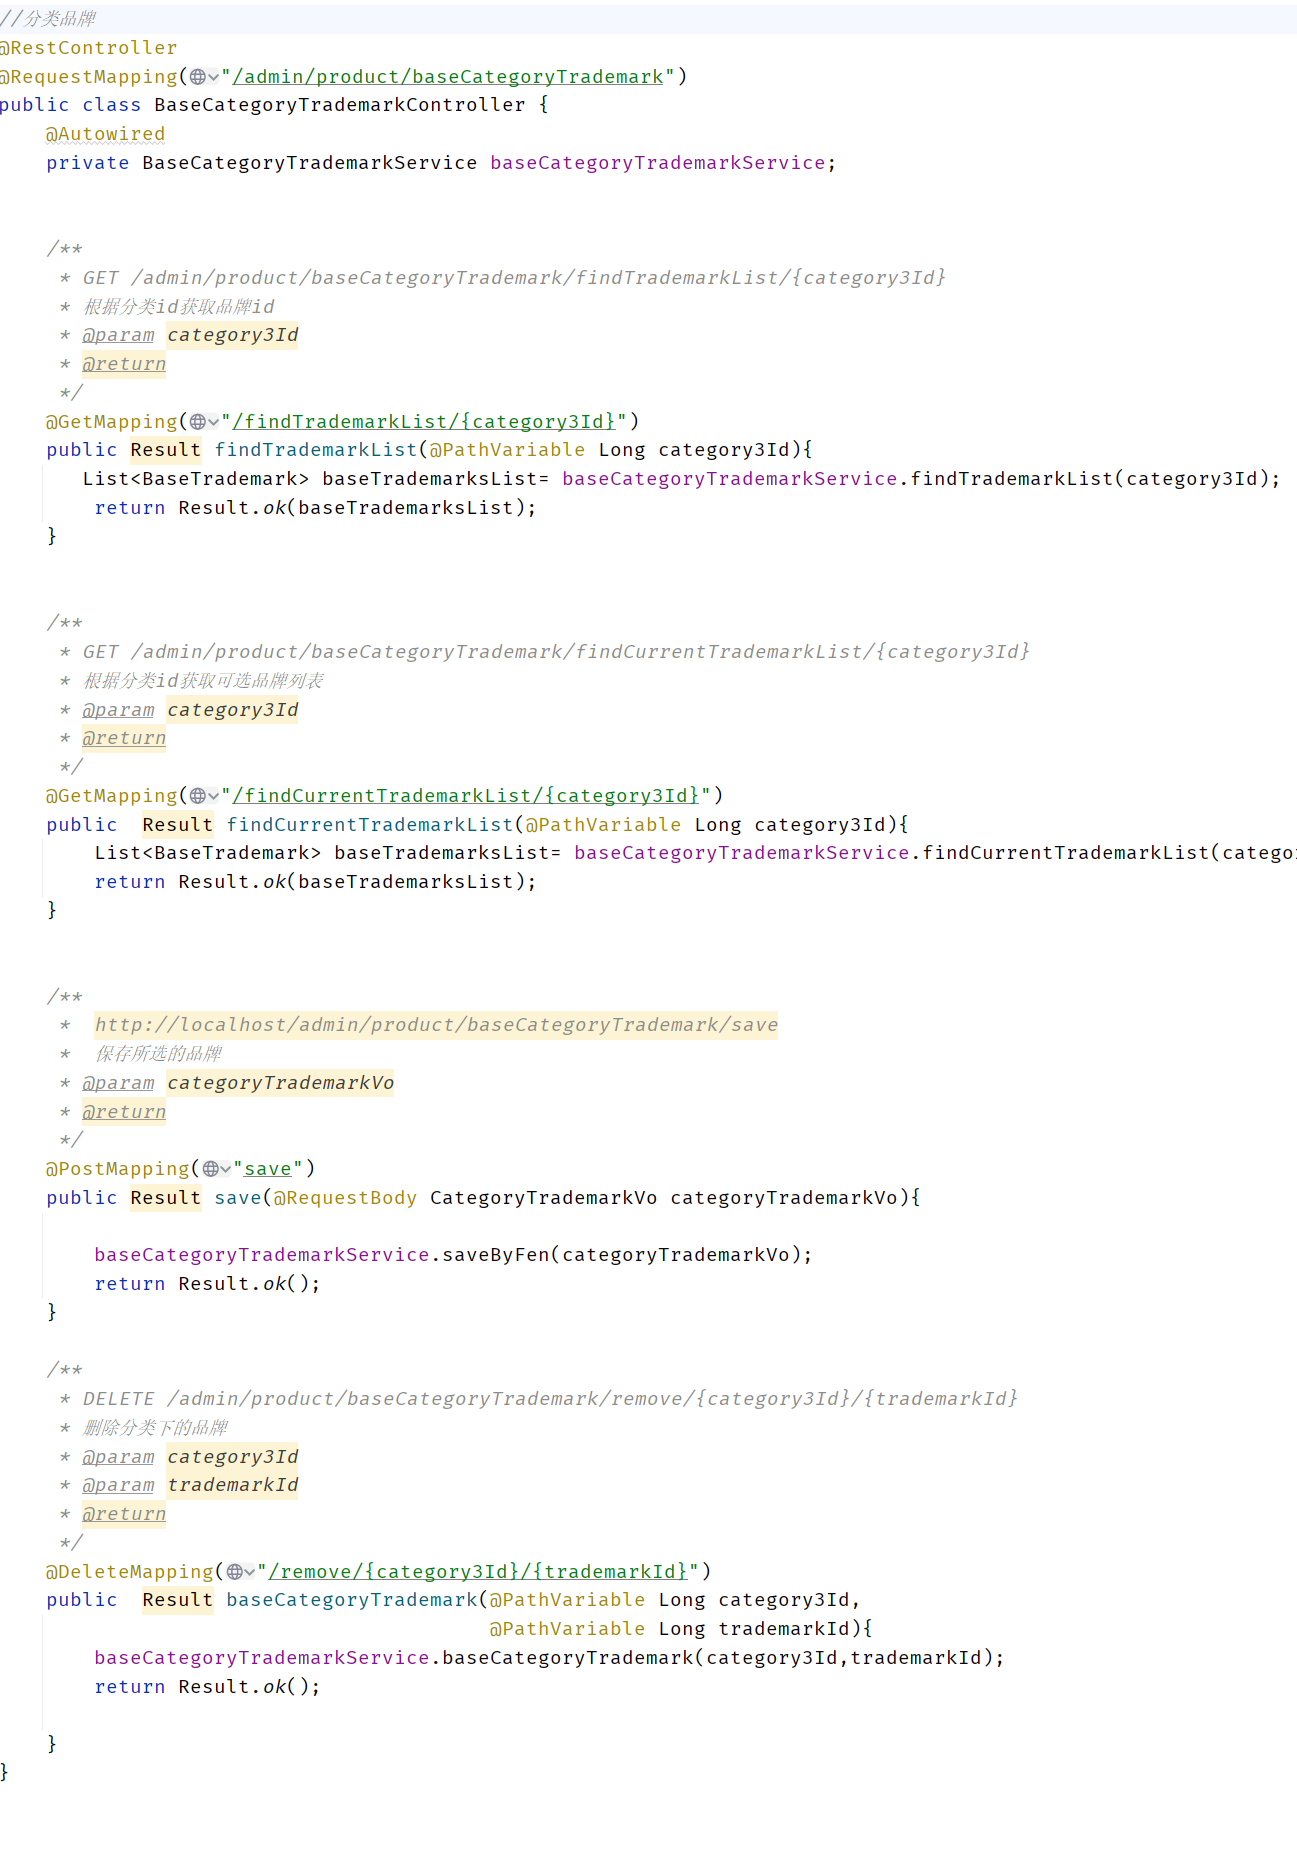 //分类品牌
@RestController
@RequestMapping("/admin/product/baseCategoryTrademark")
public class BaseCategoryTrademarkController {
    @Autowired
    private BaseCategoryTrademarkService baseCategoryTrademarkService;
    /**
     * GET /admin/product/baseCategoryTrademark/findTrademarkList/{category3Id}
     * 根据分类id获取品牌id
     * @param category3Id
     * @return
     */
    @GetMapping("/findTrademarkList/{category3Id}")
    public Result findTrademarkList(@PathVariable Long category3Id){
       List<BaseTrademark> baseTrademarksList= baseCategoryTrademarkService.findTrademarkList(category3Id);
        return Result.ok(baseTrademarksList);
    }
    /**
     * GET /admin/product/baseCategoryTrademark/findCurrentTrademarkList/{category3Id}
     * 根据分类id获取可选品牌列表
     * @param category3Id
     * @return
     */
    @GetMapping("/findCurrentTrademarkList/{category3Id}")
    public  Result findCurrentTrademarkList(@PathVariable Long category3Id){
        List<BaseTrademark> baseTrademarksList= baseCategoryTrademarkService.findCurrentTrademarkList(catego
        return Result.ok(baseTrademarksList);
    }
    /**
     *  http://localhost/admin/product/baseCategoryTrademark/save
     *  保存所选的品牌
     * @param categoryTrademarkVo
     * @return
     */
    @PostMapping("save")
    public Result save(@RequestBody CategoryTrademarkVo categoryTrademarkVo){
        baseCategoryTrademarkService.saveByFen(categoryTrademarkVo);
        return Result.ok();
    }
    /**
     * DELETE /admin/product/baseCategoryTrademark/remove/{category3Id}/{trademarkId}
     * 删除分类下的品牌
     * @param category3Id
     * @param trademarkId
     * @return
     */
    @DeleteMapping("/remove/{category3Id}/{trademarkId}")
    public  Result baseCategoryTrademark(@PathVariable Long category3Id,
                                         @PathVariable Long trademarkId){
        baseCategoryTrademarkService.baseCategoryTrademark(category3Id,trademarkId);
        return Result.ok();
    }
}